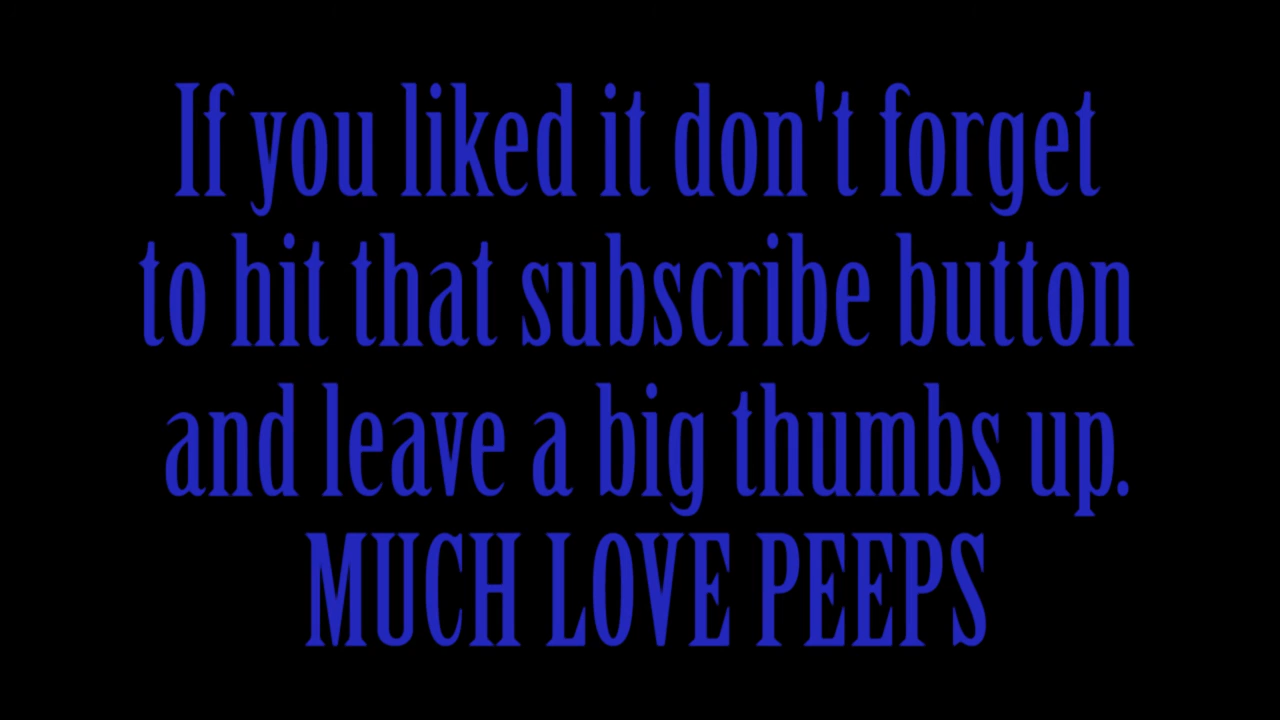 If you liked it don't forget
to hit that subscribe button
and leave a big thumbs up.
MUCH LOVE PEEPS